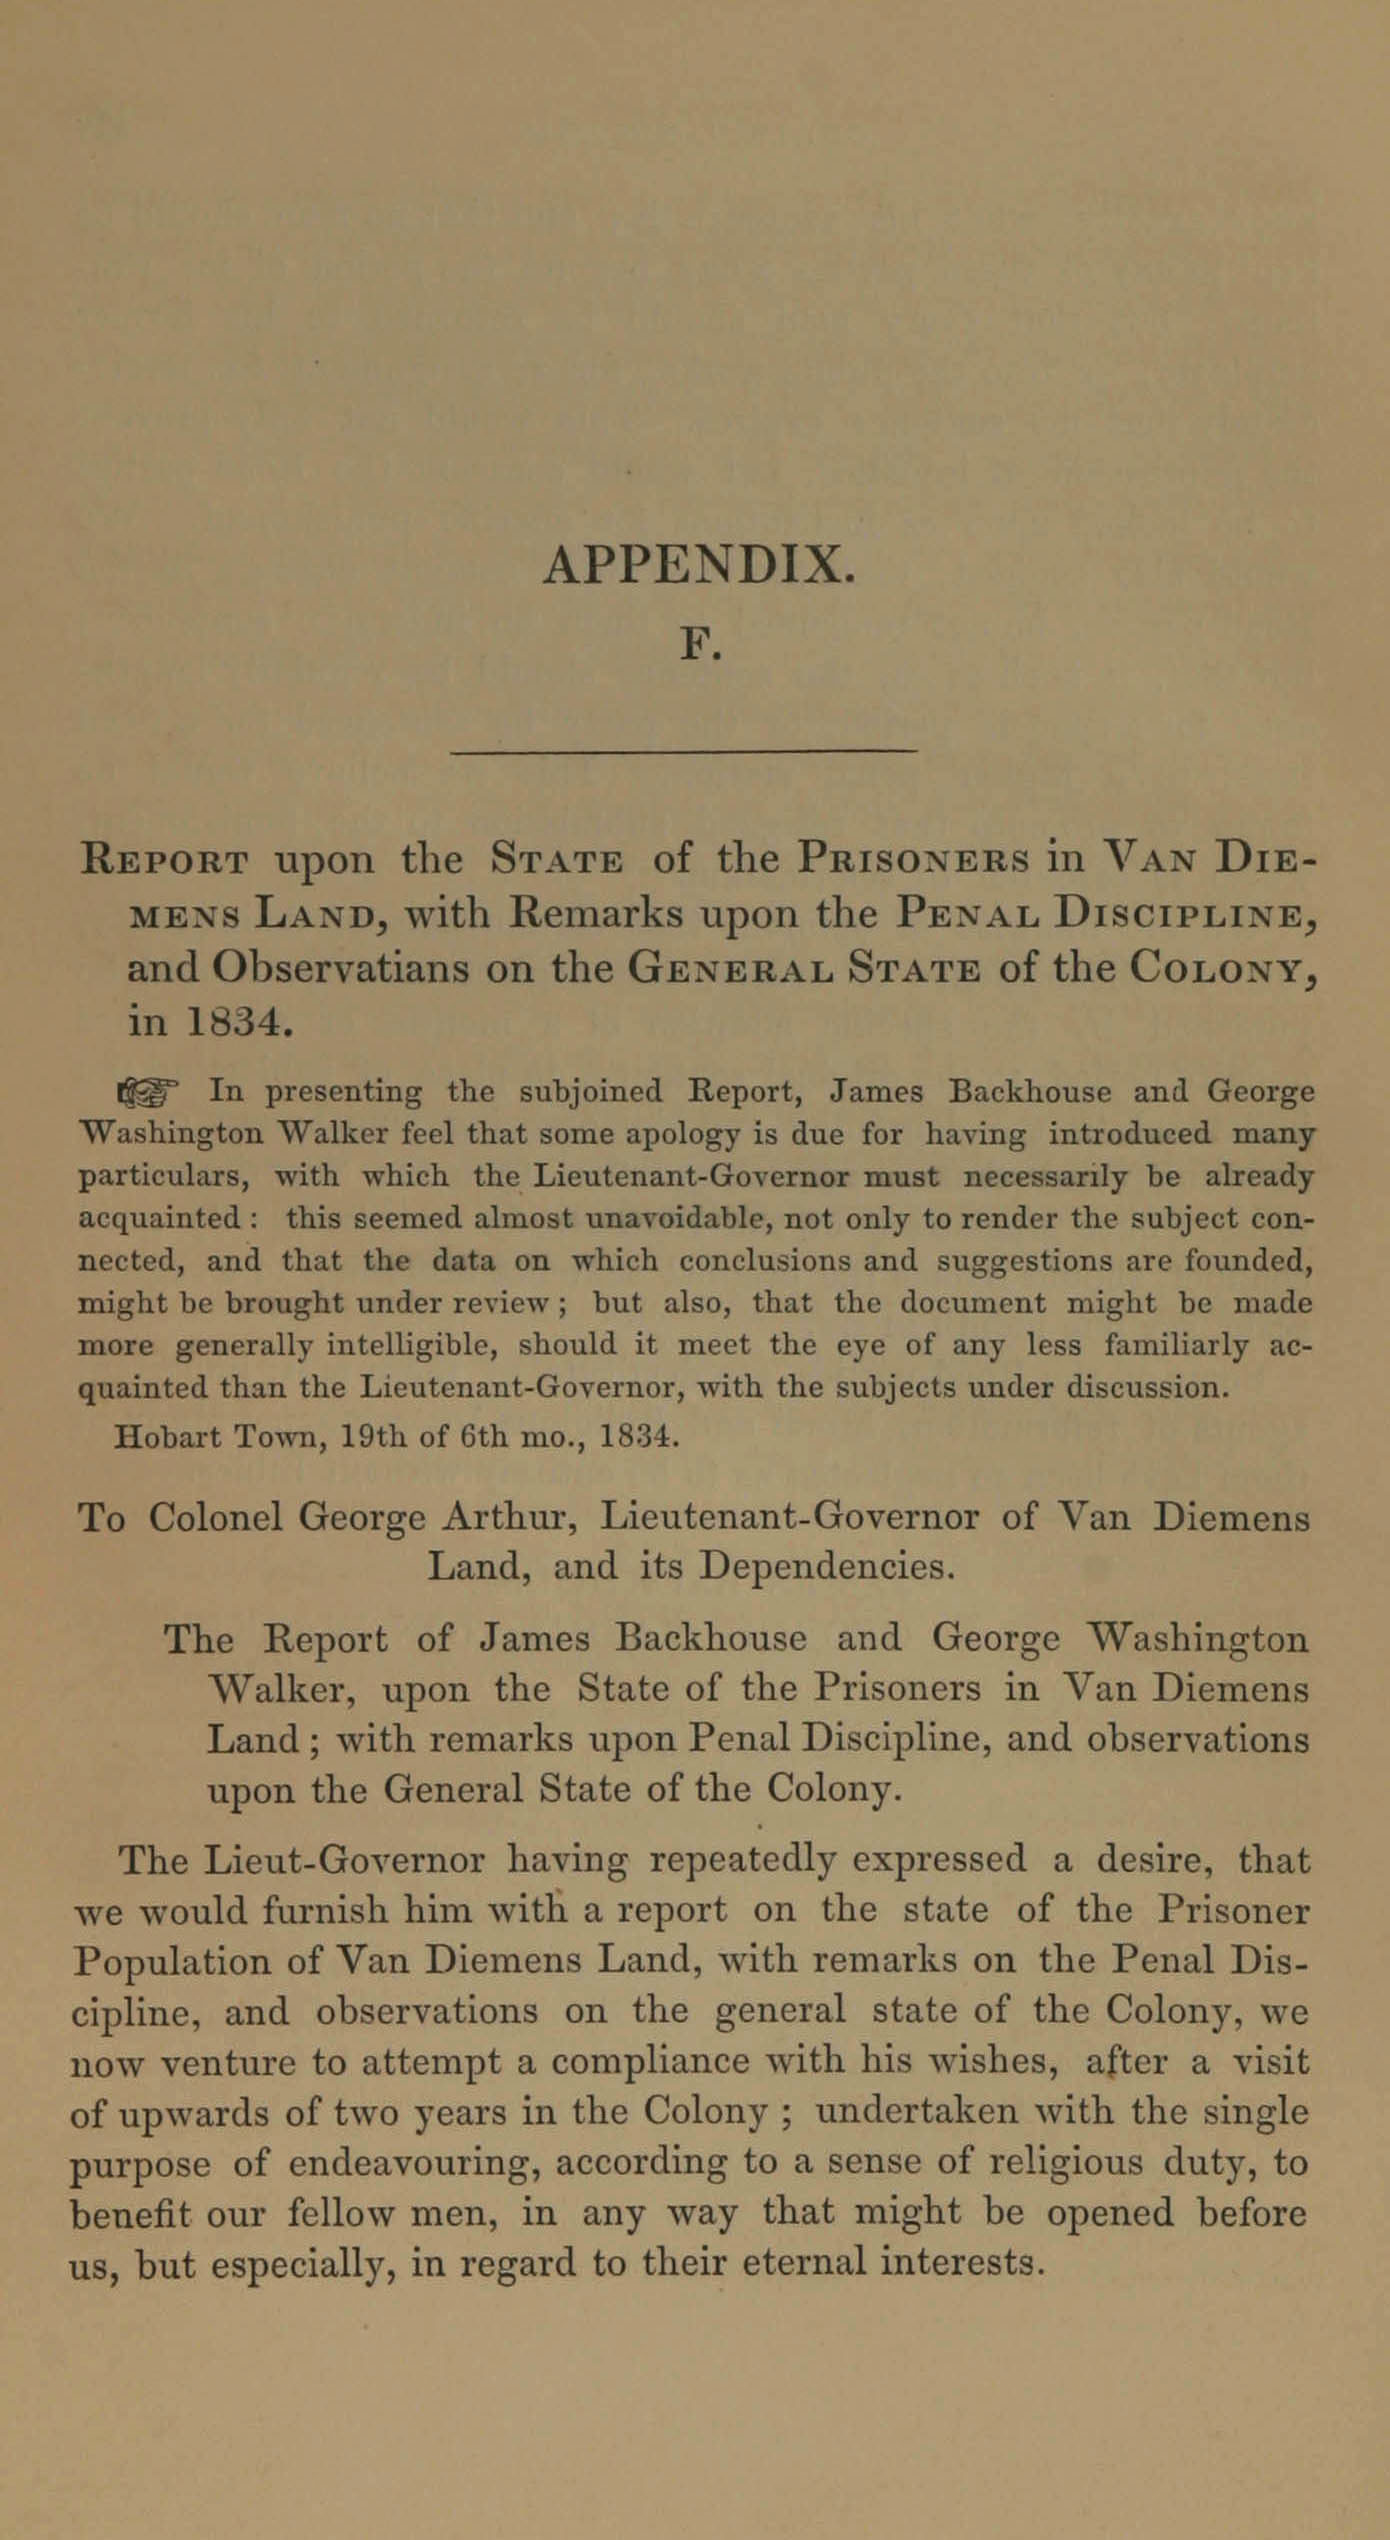 APPENDIX.
F.
REPORT upon the STATE of the PRISONERS in VAN DIE-
MENS LAND, with Remarks upon the PENAL DISCIPLINE,
and Observatians on the GENERAL STATE of the COLONY,
in 1834.
☞ In presenting the subjoined Report, James Backhouse and George
Washington Walker feel that some apology is due for having introduced many
particulars, with which the Lieutenant-Governor must necessarily be already
acquainted : this seemed almost unavoidable, not only to render the subject con-
nected, and that the data on which conclusions and suggestions are founded,
might be brought under review ; but also, that the document might be made
more generally intelligible, should it meet the eye of any less familiarly ac-
quainted than the Lieutenant-Governor, with the subjects under discussion.
Hobart Town, 19th of 6th mo., 1834.
To Colonel George Arthur, Lieutenant-Governor of Van Diemens
Land, and its Dependencies.
The Report of James Backhouse and George Washington
Walker, upon the State of the Prisoners in Van Diemens
Land ; with remarks upon Penal Discipline, and observations
upon the General State of the Colony.
The Lieut-Governor having repeatedly expressed a desire, that
we would furnish him with a report on the state of the Prisoner
Population of Van Diemens Land, with remarks on the Penal Dis-
cipline, and observations on the general state of the Colony, we
now venture to attempt a compliance with his wishes, after a visit
of upwards of two years in the Colony ; undertaken with the single
purpose of endeavouring, according to a sense of religious duty, to
benefit our fellow men, in any way that might be opened before
us, but especially, in regard to their eternal interests.